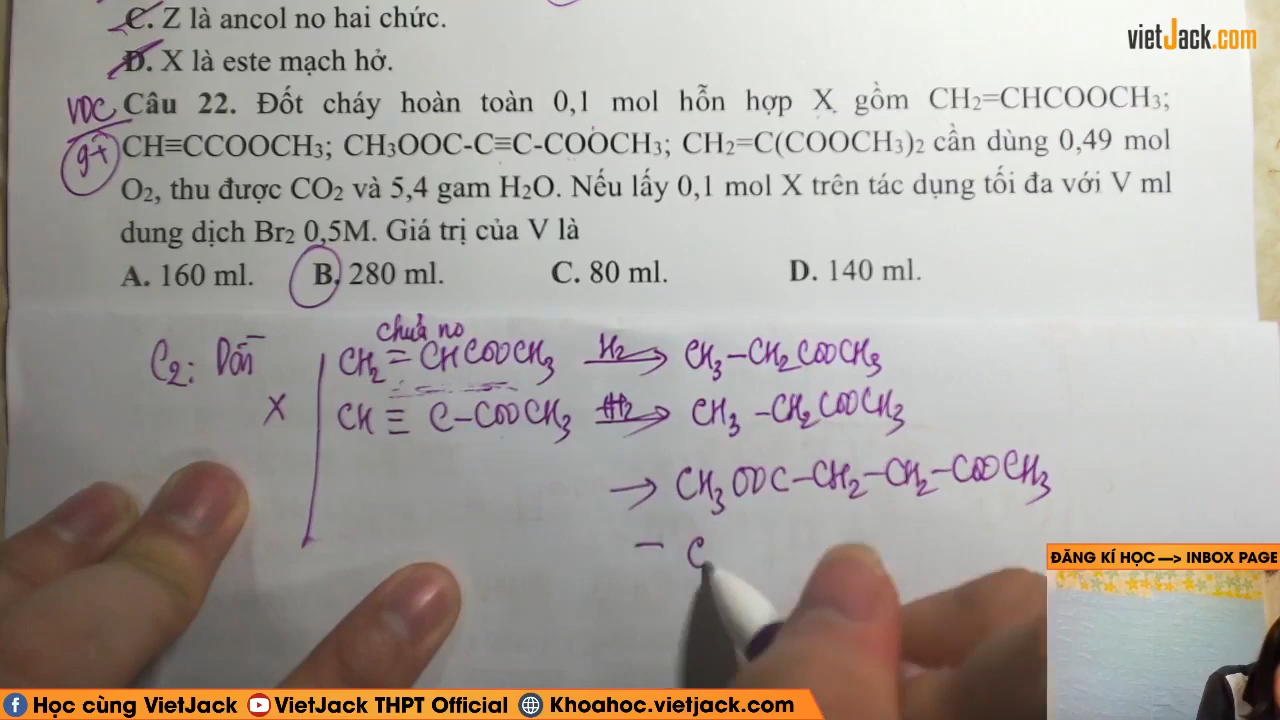 C. Z là ancol no hai chức.
vietJack.com
D. X là este mạch hở.
VDC Câu 22. Đốt cháy hoàn toàn 0,1 mol hỗn hợp X gồm CH2=CHCOOCH3;
9+ CH≡CCOOCH3; CH3OOC-C≡C-COOCH3; CH2=C(COOCH3)2 cần dùng 0,49 mol
O2, thu được CO2 và 5,4 gam H2O. Nếu lấy 0,1 mol X trên tác dụng tối đa với V ml
dung dịch Br2 0,5M. Giá trị của V là
A. 160 ml. B. 280 ml. C. 80 ml. D. 140 ml.
chưa no
C2: Dồn CH2=CHCOOCH3 H2→ CH3-CH2COOCH3
X CH≡C-COOCH3 H2→ CH3-CH2COOCH3
→ CH3OOC-CH2-CH2-COOCH3
- C
ĐĂNG KÍ HỌC —> INBOX PAGE
Học cùng VietJack VietJack THPT Official Khoahoc.vietjack.com